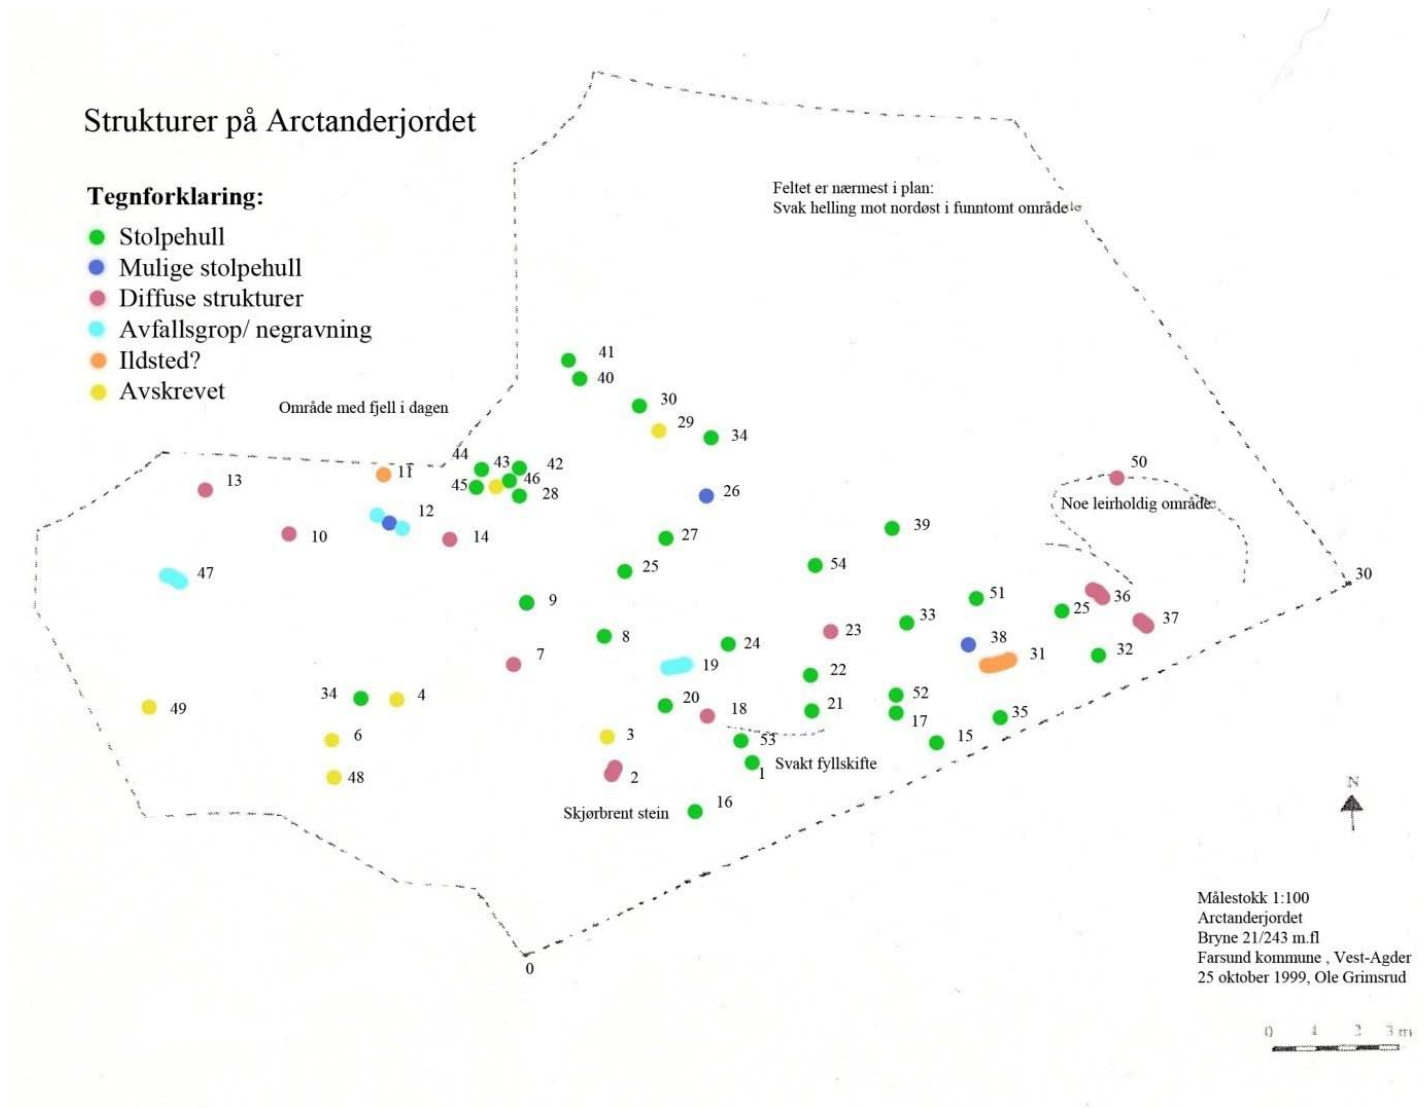 Strukturer på Arctanderjordet
Tegnforklaring:
Stolpehull
Mulige stolpehull
Diffuse strukturer
Avfallsgrop/ negravning
Ildsted?
Avskrevet
Feltet er nærmest i plan:
Svak helling mot nordøst i funntomt område
Område med fjell i dagen
41
40
30
29
34
44
43
42
46
45
28
11
13
12
10
14
47
26
27
25
39
54
50
Noe leirholdig område
30
9
8
7
24
23
33
51
25
36
37
38
31
32
19
22
34
4
49
6
48
20
18
21
52
17
35
15
3
2
53
1
Svakt fyllskifte
16
Skjørbrent stein
0
N
Målestokk 1:100
Arctanderjordet
Bryne 21/243 m.fl
Farsund kommune , Vest-Agder
25 oktober 1999, Ole Grimsrud
0 1 2 3 m